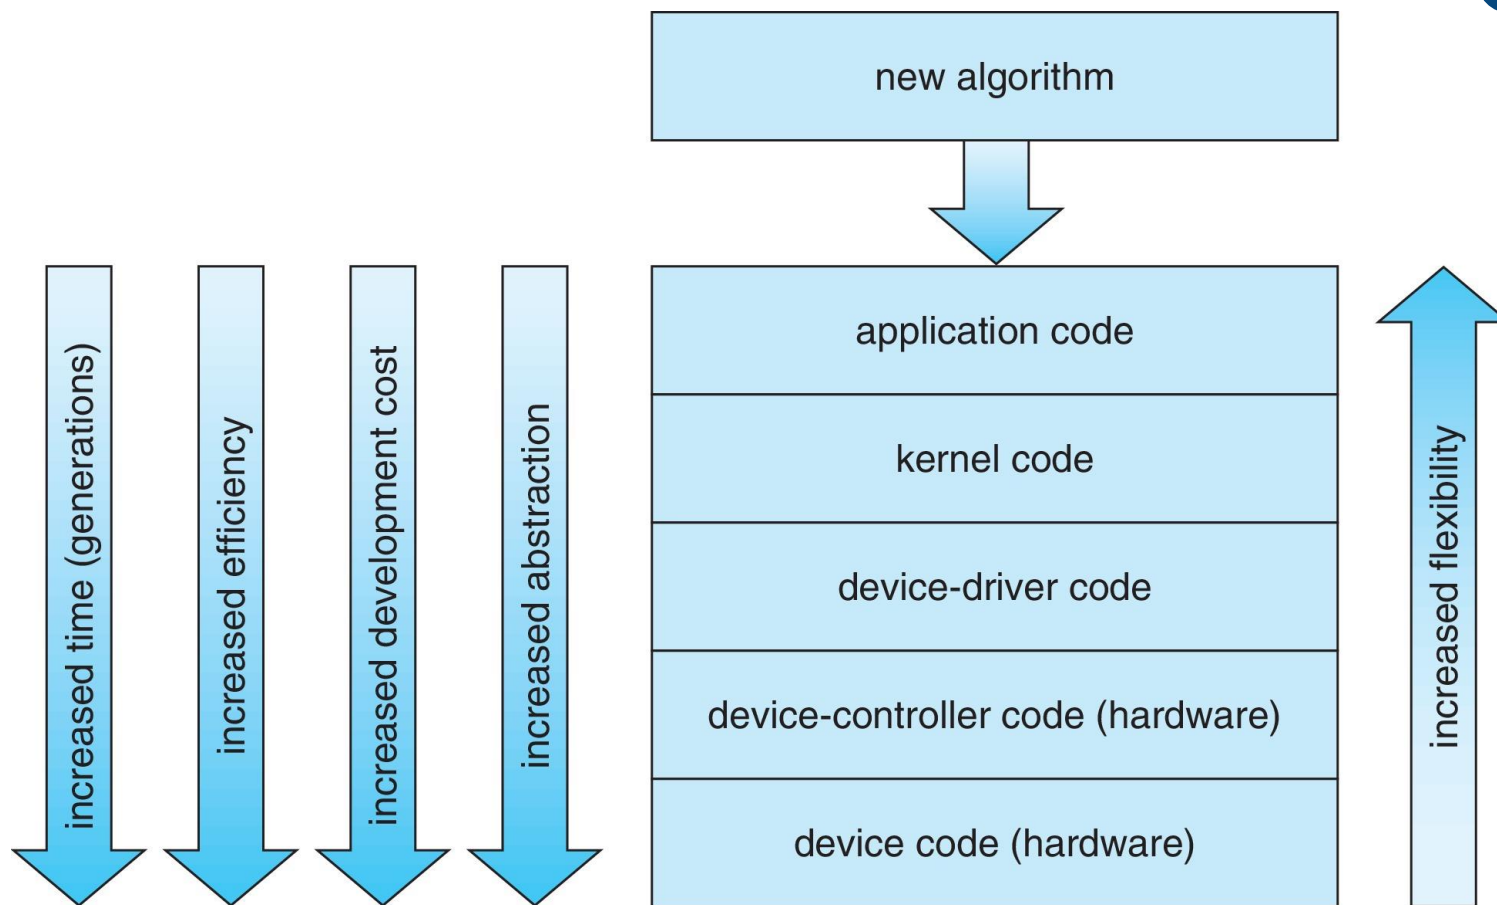 new algorithm
increased time (generations)
increased efficiency
increased development cost
increased abstraction
application code
kernel code
device-driver code
device-controller code (hardware)
device code (hardware)
increased flexibility